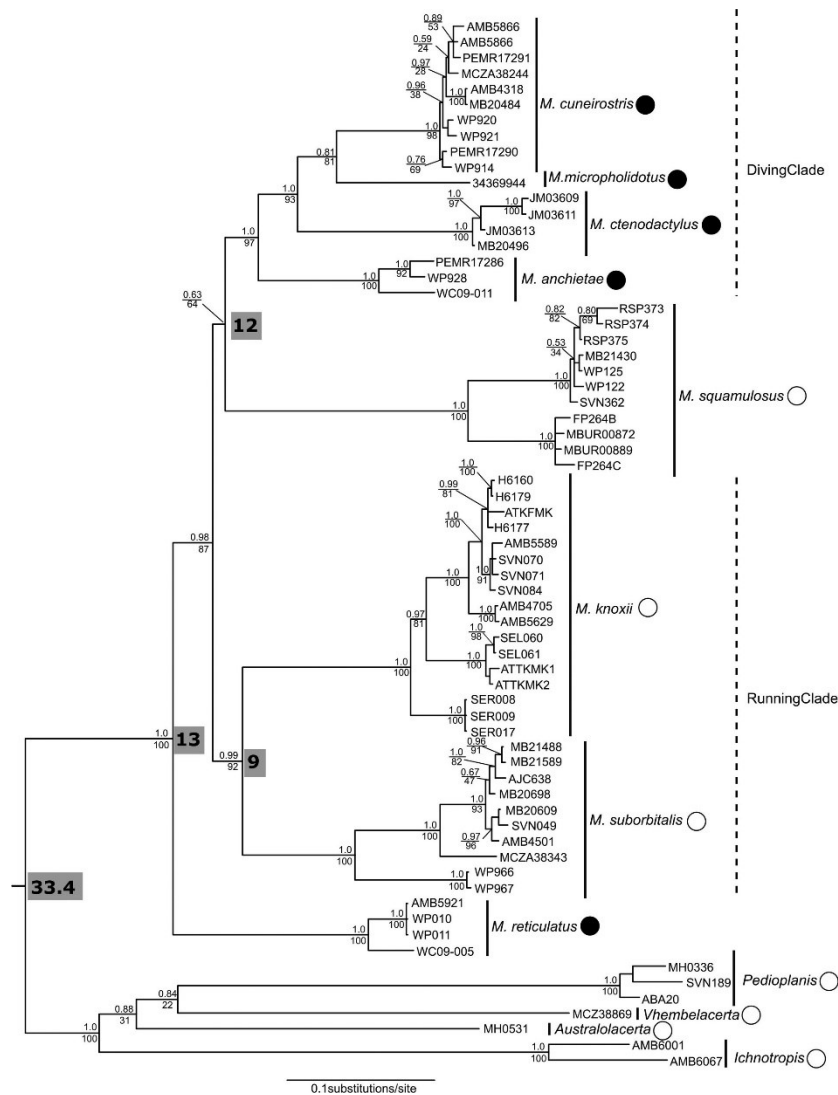 0.89
53
AMB5866
AMB5866
0.59
24
PEMR17291
0.97
28
MCZA38244
0.96
38
AMB4318
1.0
100
MB20484
M. cuneirostris
WP920
1.0
98
WP921
PEMR17290
0.76
69
WP914
0.81
81
34369944
M.micropholidotus
DivingClade
1.0
93
1.0
97
JM03609
1.0
100
JM03611
M. ctenodactylus
JM03613
1.0
100
MB20496
1.0
97
PEMR17286
1.0
92
WP928
M. anchietae
1.0
100
WC09-011
0.63
64
12
0.82
82
0.80
69
RSP373
RSP374
RSP375
0.53
34
MB21430
WP125
1.0
100
WP122
SVN362
M. squamulosus
1.0
100
FP264B
MBUR00872
1.0
100
MBUR00889
FP264C
1.0
100
H6160
0.99
81
H6179
ATKFMK
1.0
100
H6177
AMB5589
0.98
87
SVN070
1.0
91
SVN071
1.0
100
SVN084
M. knoxii
0.97
81
AMB4705
1.0
100
AMB5629
1.0
98
SEL060
SEL061
1.0
100
ATTKMK1
1.0
100
ATTKMK2
SER008
1.0
100
SER009
SER017
RunningClade
1.0
100
13
0.99
92
9
0.96
91
MB21488
1.0
82
MB21589
0.67
47
AJC638
MB20698
1.0
93
MB20609
SVN049
M. suborbitalis
0.97
96
AMB4501
1.0
100
1.0
100
MCZA38343
WP966
1.0
100
WP967
33.4
AMB5921
WP010
1.0
100
WP011
M. reticulatus
1.0
100
WC09-005
MH0336
SVN189
Pedioplanis
1.0
100
ABA20
0.84
22
MCZ38869
Vhembelacerta
0.88
31
MH0531
Australolacerta
1.0
100
AMB6001
1.0
100
AMB6067
Ichnotropis
0.1substitutions/site